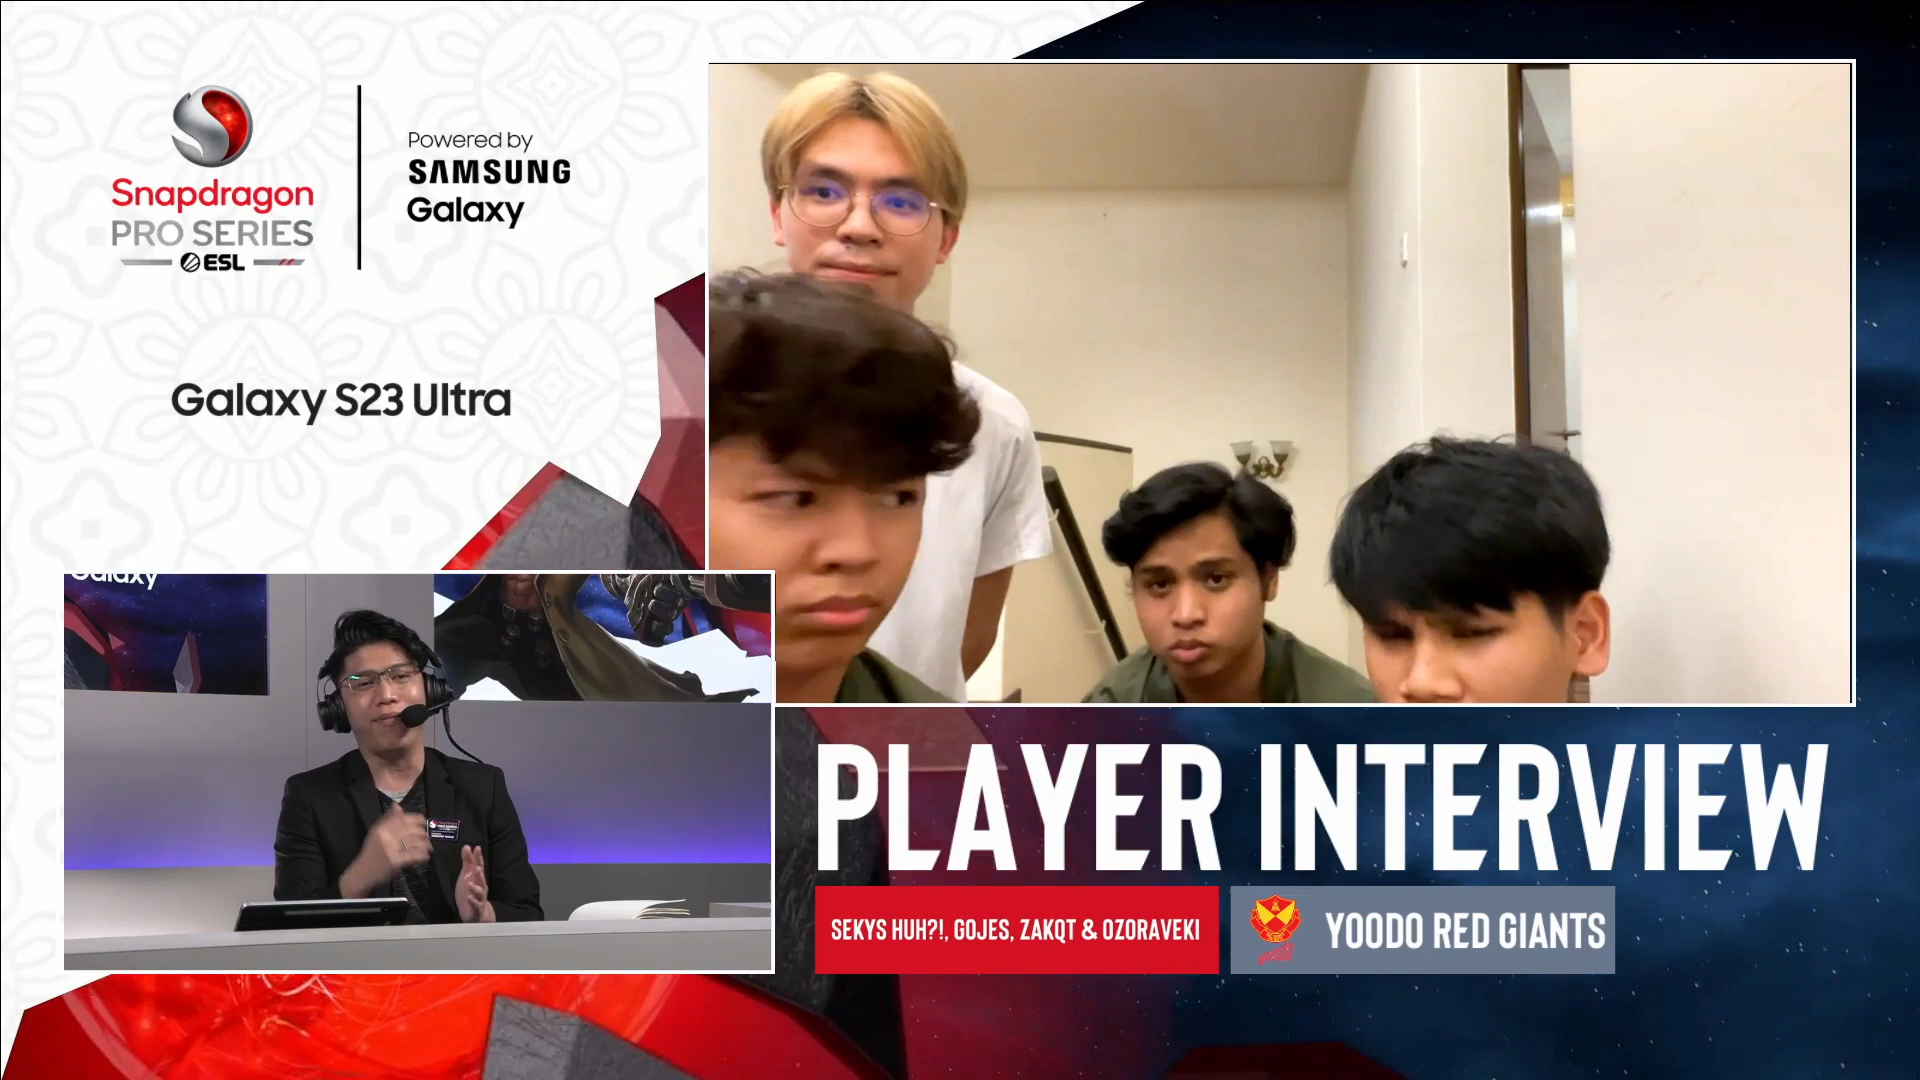 Snapdragon
PRO SERIES
ESL
Powered by
SAMSUNG
Galaxy
Galaxy S23 Ultra
Galaxy
PLAYER INTERVIEW
SEKYS HUH?!, GOJES, ZAKQT & OZORAVEKI
YOODO RED GIANTS